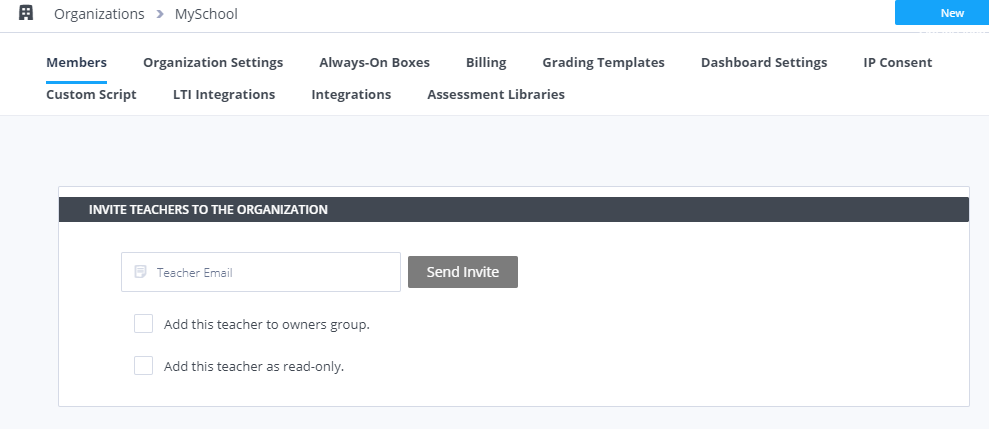 Organizations > MySchool
New
Members Organization Settings Always-On Boxes Billing Grading Templates Dashboard Settings IP Consent
Custom Script LTI Integrations Integrations Assessment Libraries
INVITE TEACHERS TO THE ORGANIZATION
Teacher Email Send Invite
Add this teacher to owners group.
Add this teacher as read-only.